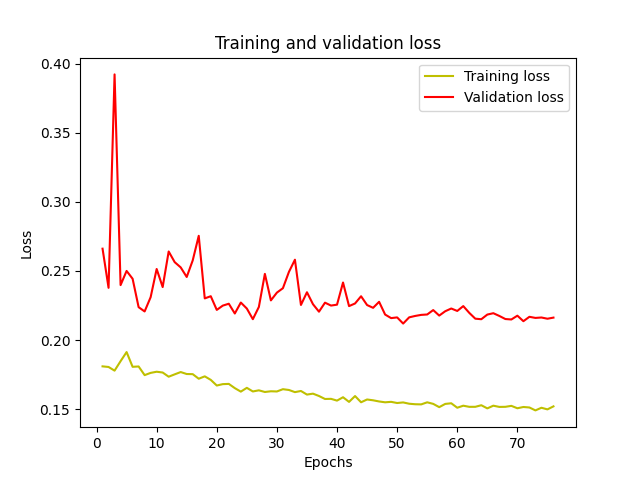 Training and validation loss
Training loss
Validation loss
0.40
0.35
0.30
0.25
0.20
0.15
Loss
0 10 20 30 40 50 60 70
Epochs